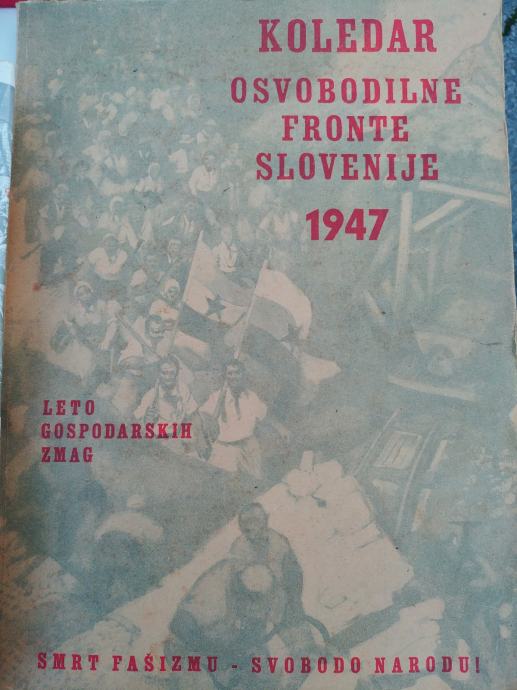 KOLEDAR
OSVOBODILNE
FRONTE
SLOVENIJE
1947
LETO
GOSPODARSKIH
ZMAG
SMRT FAŠIZMU - SVOBODO NARODU!